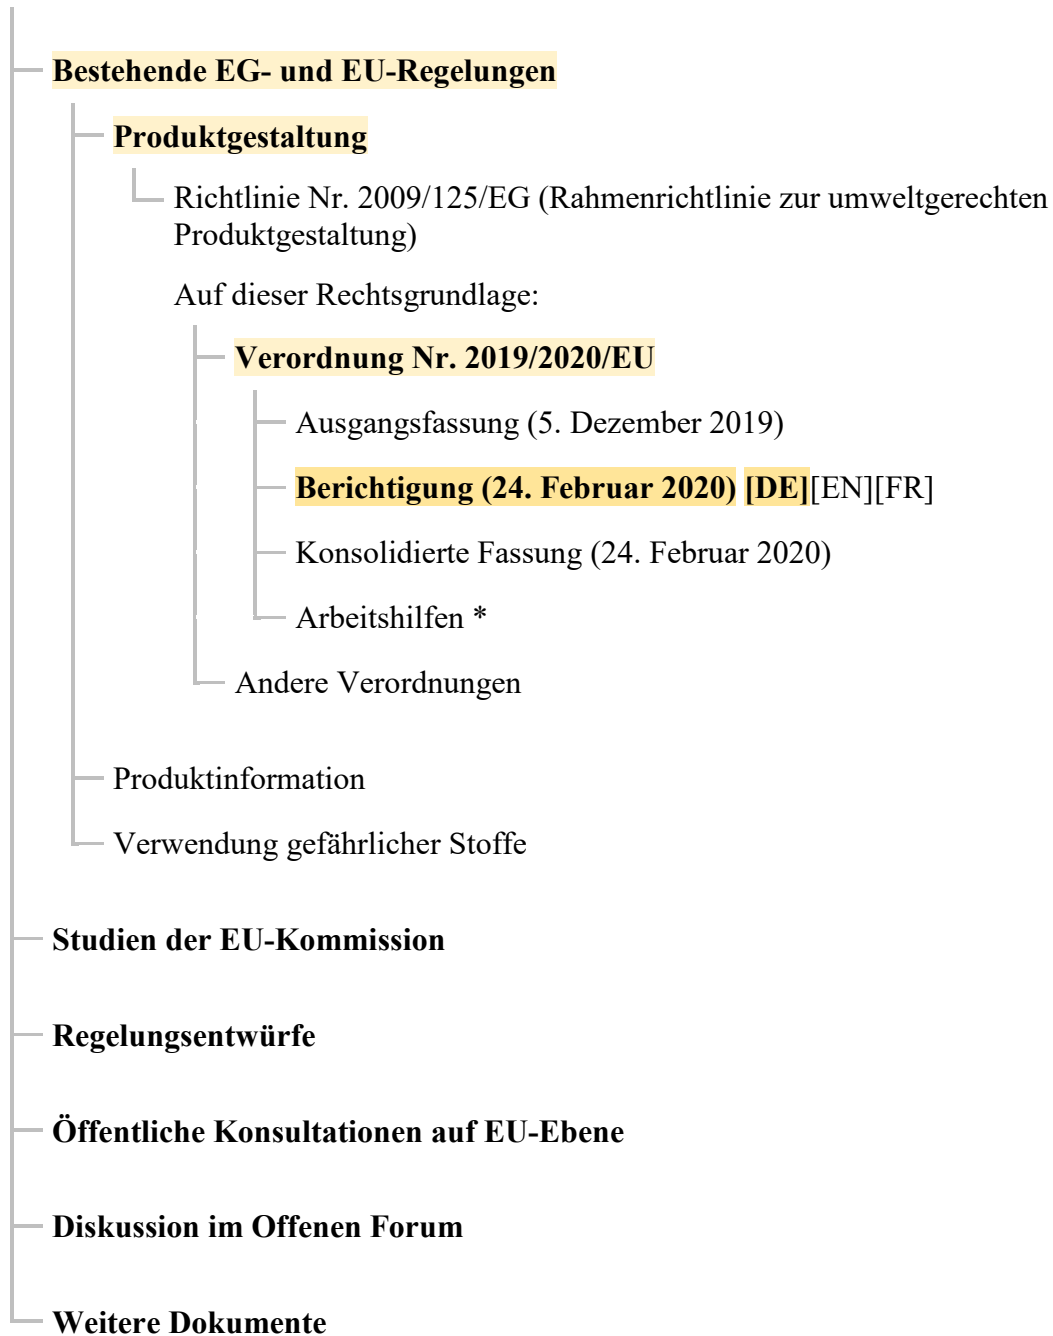 Bestehende EG- und EU-Regelungen
Produktgestaltung
Richtlinie Nr. 2009/125/EG (Rahmenrichtlinie zur umweltgerechten
Produktgestaltung)
Auf dieser Rechtsgrundlage:
Verordnung Nr. 2019/2020/EU
Ausgangsfassung (5. Dezember 2019)
Berichtigung (24. Februar 2020) [DE][EN][FR]
Konsolidierte Fassung (24. Februar 2020)
Arbeitshilfen *
Andere Verordnungen
Produktinformation
Verwendung gefährlicher Stoffe
Studien der EU-Kommission
Regelungsentwürfe
Öffentliche Konsultationen auf EU-Ebene
Diskussion im Offenen Forum
Weitere Dokumente